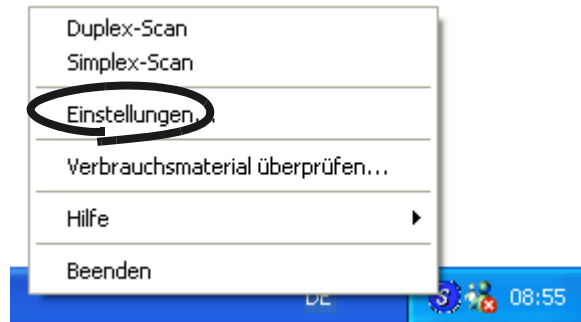 Duplex-Scan
Simplex-Scan
Einstellungen...
Verbrauchsmaterial überprüfen...
Hilfe
Beenden
DE
S
08:55